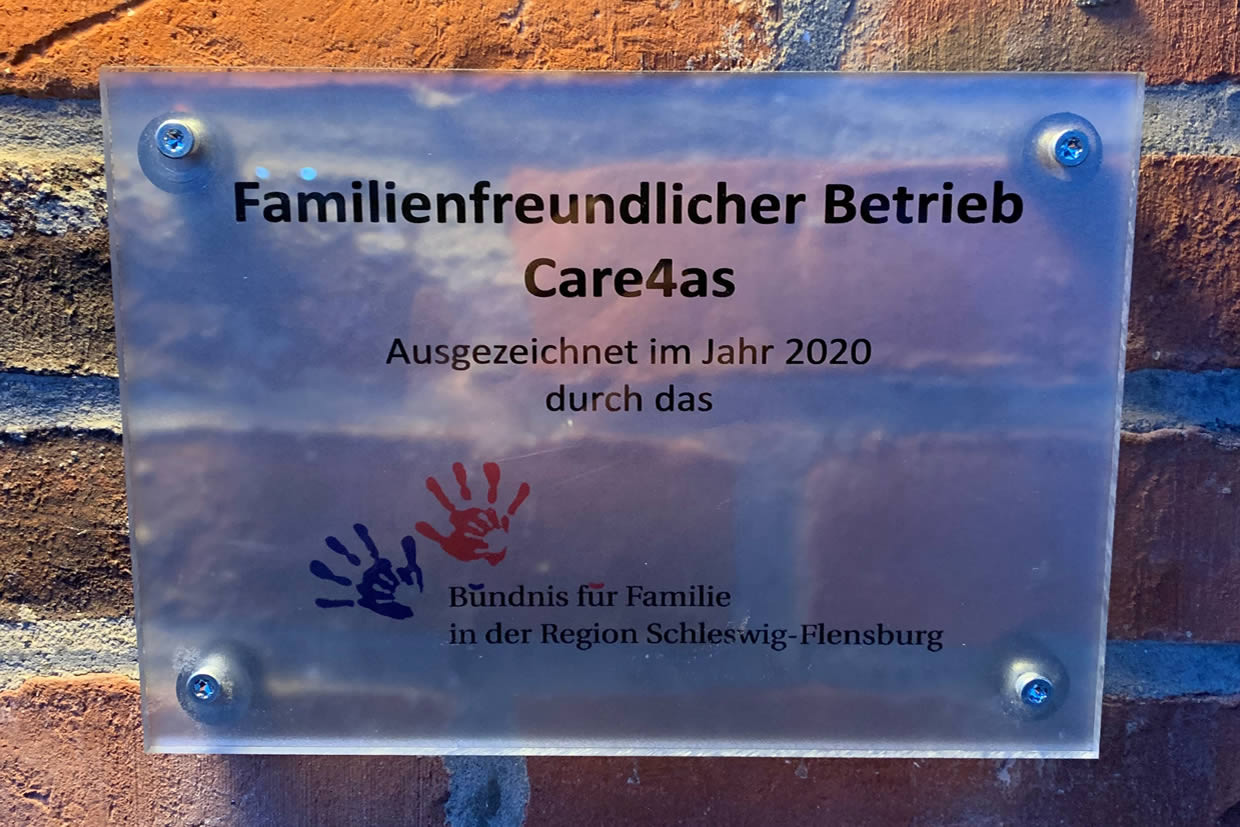 Familienfreundlicher Betrieb
Care4as
Ausgezeichnet im Jahr 2020
durch das
Bündnis für Familie
in der Region Schleswig-Flensburg